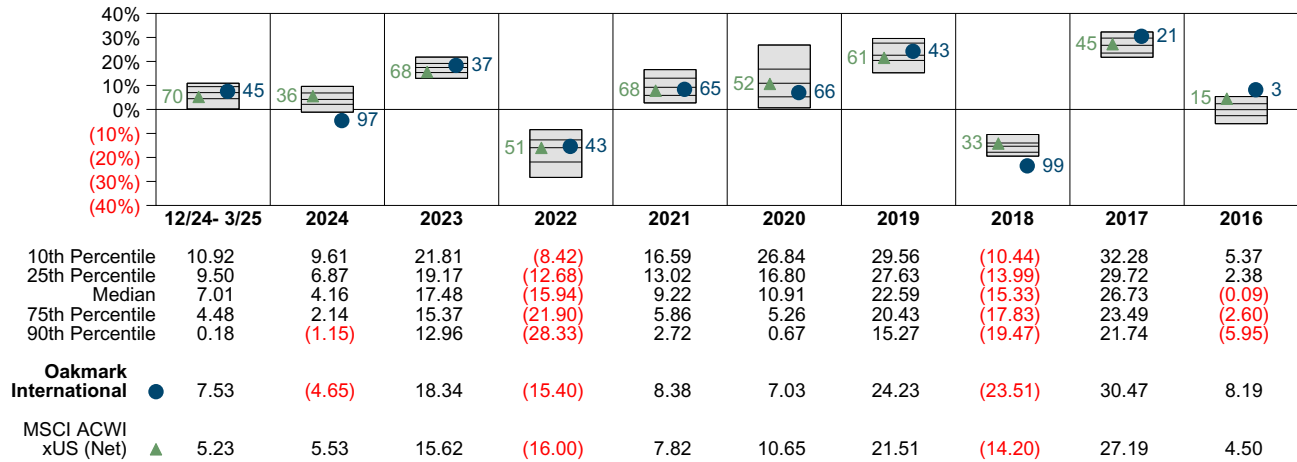 40%
30%
20%
10%
0%
(10%)
(20%)
(30%)
(40%)
70 45 36 97 68 37 51 43 68 65 52 66 61 43 33 99 45 21 15 3
12/24- 3/25 2024 2023 2022 2021 2020 2019 2018 2017 2016
10th Percentile 10.92 9.61 21.81 (8.42) 16.59 26.84 29.56 (10.44) 32.28 5.37
25th Percentile 9.50 6.87 19.17 (12.68) 13.02 16.80 27.63 (13.99) 29.72 2.38
Median 7.01 4.16 17.48 (15.94) 9.22 10.91 22.59 (15.33) 26.73 (0.09)
75th Percentile 4.48 2.14 15.37 (21.90) 5.86 5.26 20.43 (17.83) 23.49 (2.60)
90th Percentile 0.18 (1.15) 12.96 (28.33) 2.72 0.67 15.27 (19.47) 21.74 (5.95)
Oakmark
International 7.53 (4.65) 18.34 (15.40) 8.38 7.03 24.23 (23.51) 30.47 8.19
MSCI ACWI
xUS (Net) 5.23 5.53 15.62 (16.00) 7.82 10.65 21.51 (14.20) 27.19 4.50